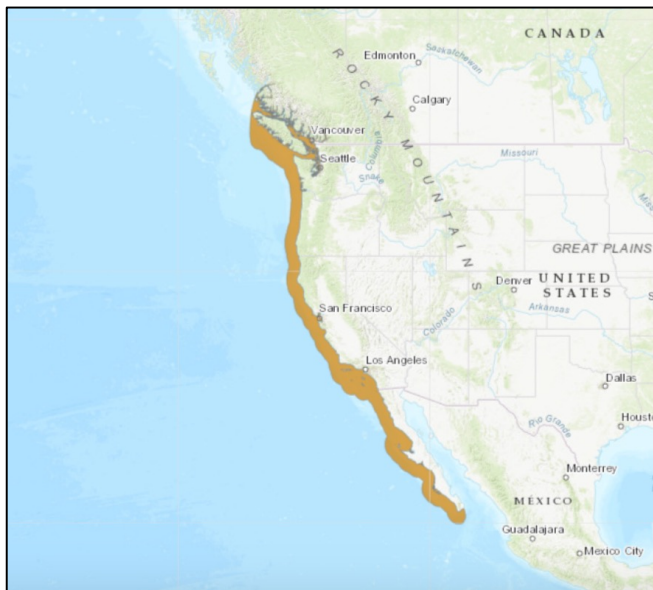 CANADA
Edmonton
Saskatchewan
ROCKY MOUNTAINS
Calgary
Vancouver
Columbia
Seattle
Missouri
Snake
GREAT PLAINS
Denver
UNITED
STATES
San Francisco
Colorado
Arkansas
Los Angeles
Dallas
Rio Grande
Houst
Monterrey
MÉXICO
Guadalajara
Mexico City